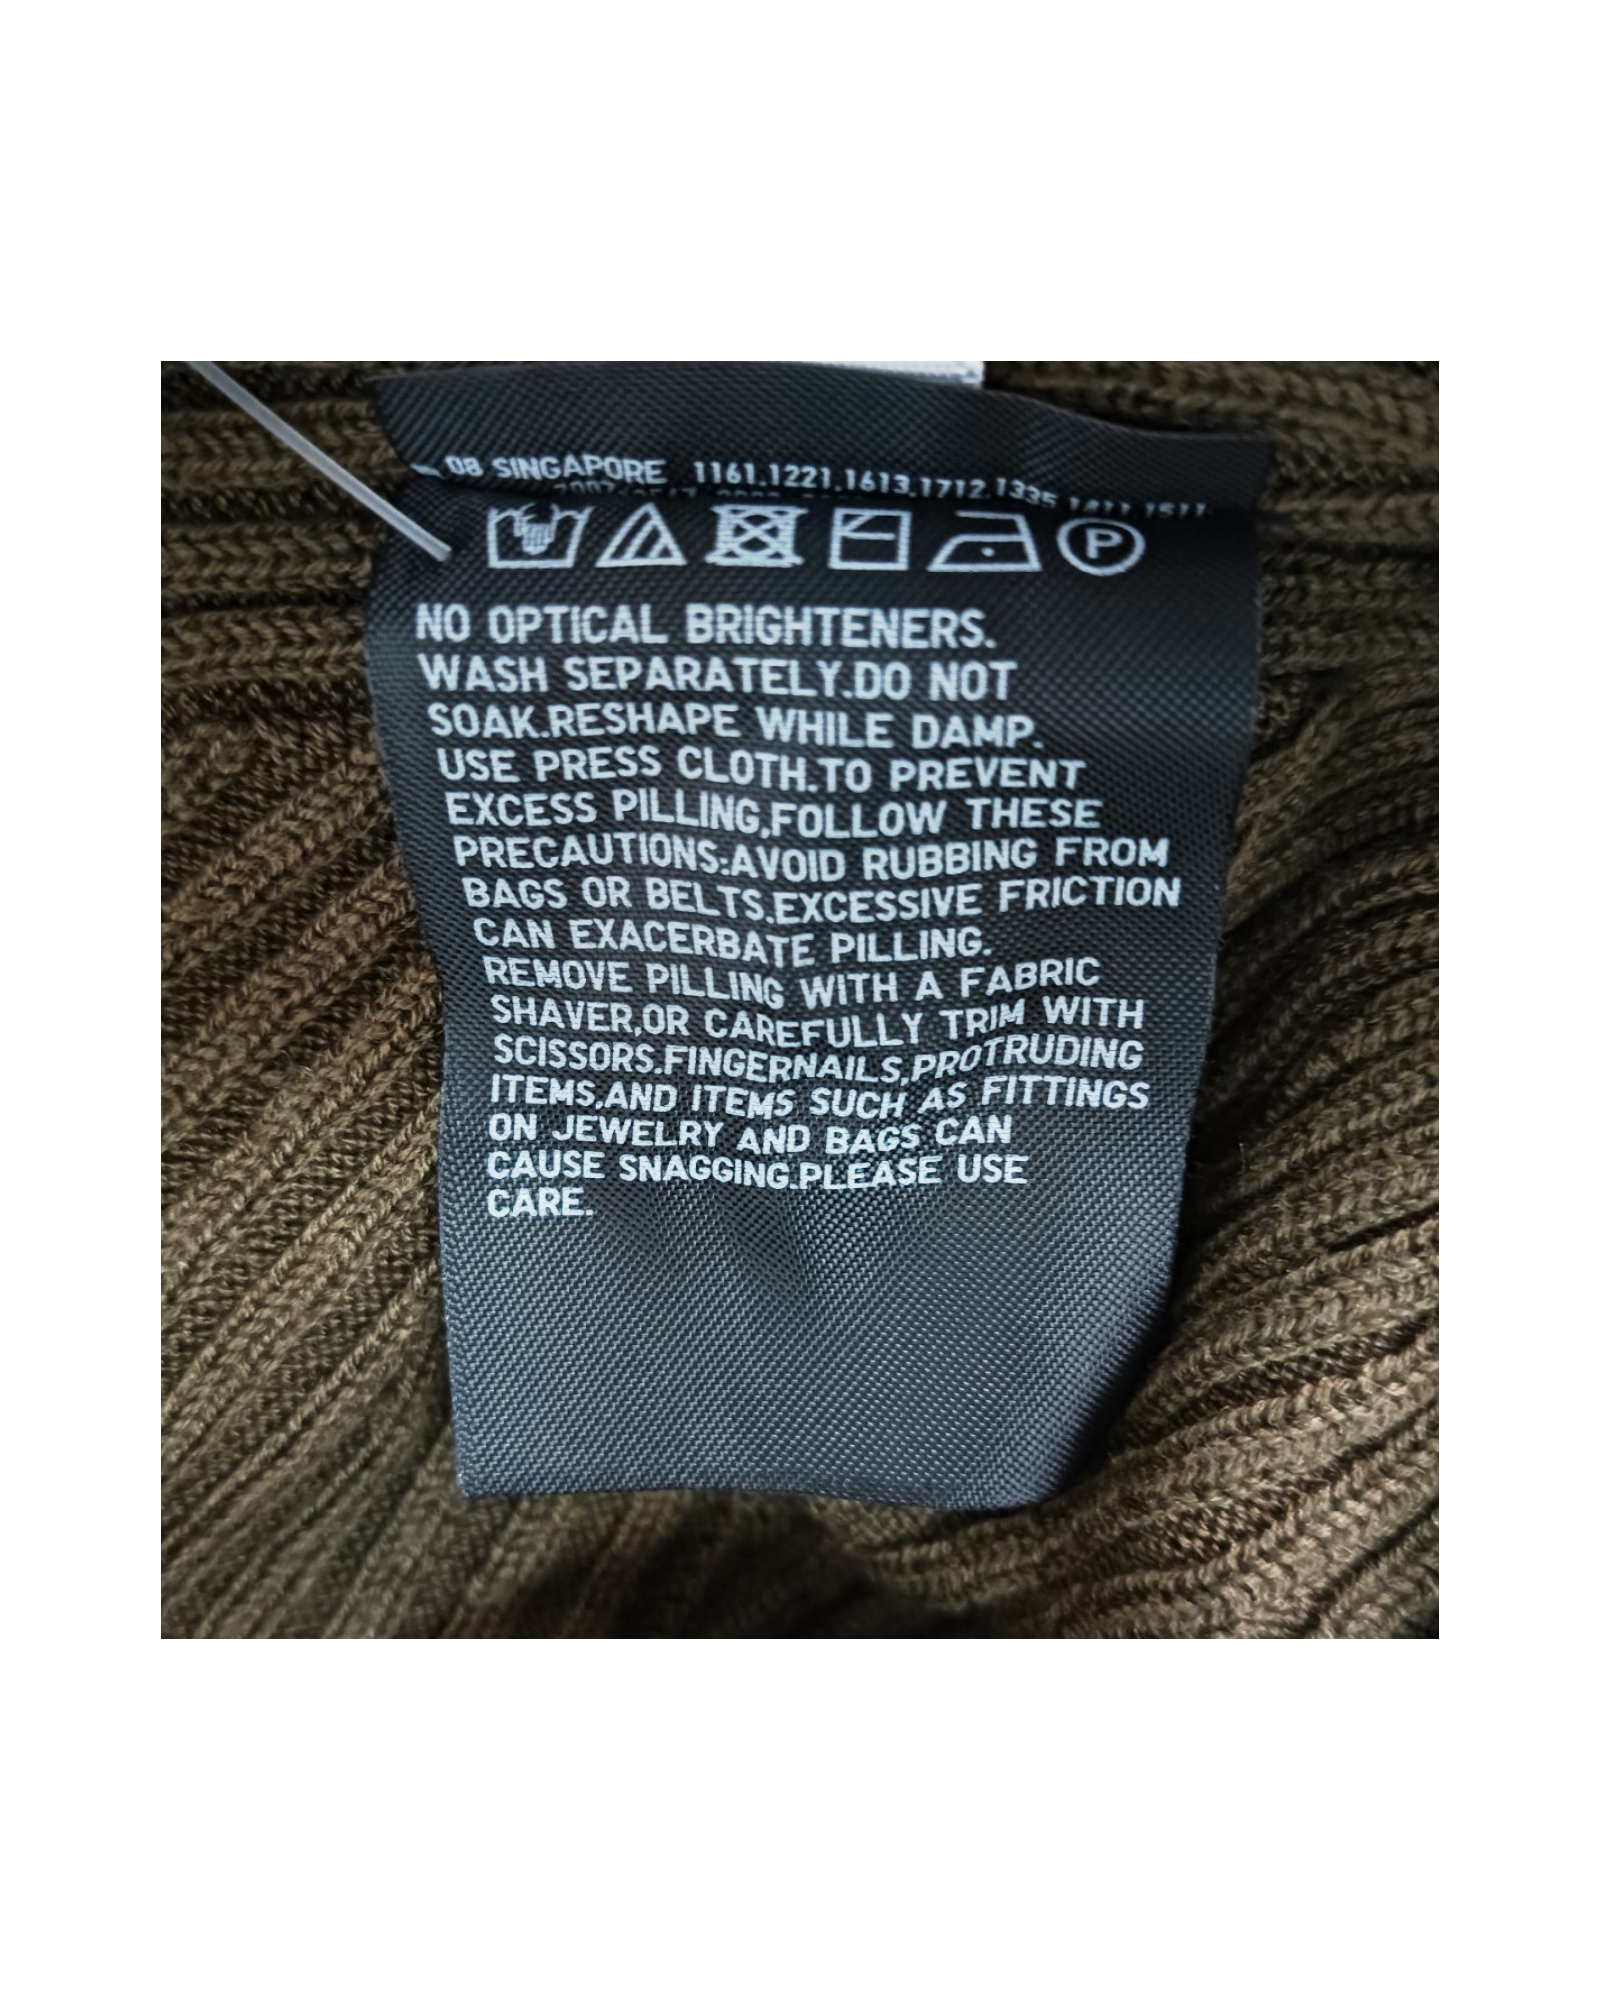 08 SINGAPORE 1161,1221,1613,1712,1335,1411,1511
P
NO OPTICAL BRIGHTENERS.
WASH SEPARATELY.DO NOT
SOAK.RESHAPE WHILE DAMP.
USE PRESS CLOTH.TO PREVENT
EXCESS PILLING,FOLLOW THESE
PRECAUTIONS:AVOID RUBBING FROM
BAGS OR BELTS.EXCESSIVE FRICTION
CAN EXACERBATE PILLING.
REMOVE PILLING WITH A FABRIC
SHAVER,OR CAREFULLY TRIM WITH
SCISSORS.FINGERNAILS,PROTRUDING
ITEMS,AND ITEMS SUCH AS FITTINGS
ON JEWELRY AND BAGS CAN
CAUSE SNAGGING.PLEASE USE
CARE.